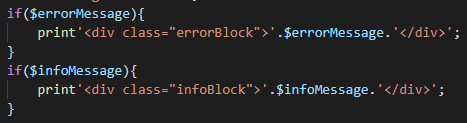 if($errorMessage){
    print'<div class="errorBlock">'.$errorMessage.'</div>';
}
if($infoMessage){
    print'<div class="infoBlock">'.$infoMessage.'</div>';
}